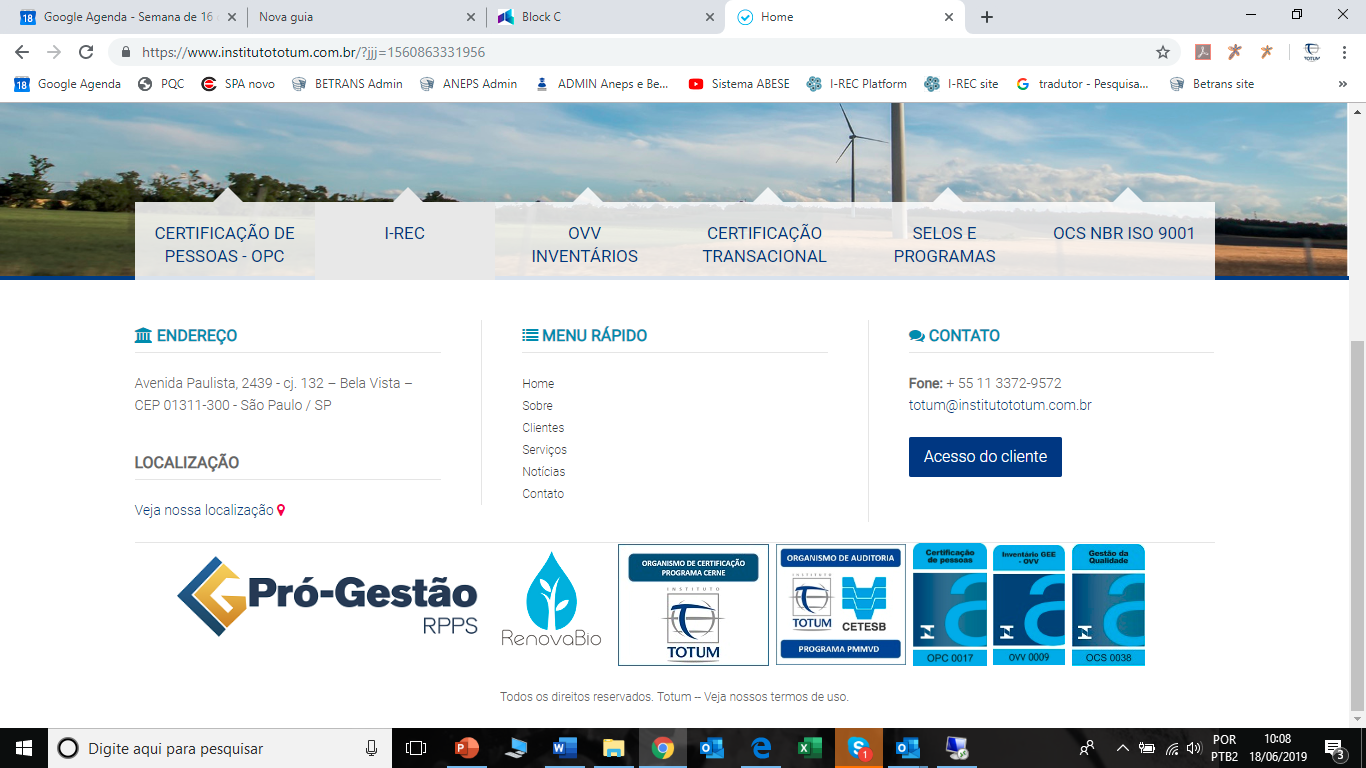 Google Agenda - Semana de 16
Nova guia
Block C
Home
https://www.institutototum.com.br/?jjj=1560863331956
Google Agenda
PQC
SPA novo
BETRANS Admin
ANEPS Admin
ADMIN Aneps e Be...
Sistema ABESE
I-REC Platform
I-REC site
tradutor - Pesquisa...
Betrans site
CERTIFICAÇÃO DE
PESSOAS - OPC
I-REC
OVV
INVENTÁRIOS
CERTIFICAÇÃO
TRANSACIONAL
SELOS E
PROGRAMAS
OCS NBR ISO 9001
ENDEREÇO
Avenida Paulista, 2439 - cj. 132 – Bela Vista –
CEP 01311-300 - São Paulo / SP
LOCALIZAÇÃO
Veja nossa localização
MENU RÁPIDO
Home
Sobre
Clientes
Serviços
Notícias
Contato
CONTATO
Fone: + 55 11 3372-9572
totum@institutototum.com.br
Acesso do cliente
Pró-Gestão
RPPS
RenovaBio
ORGANISMO DE CERTIFICAÇÃO
PROGRAMA CERNE
INSTITUTO
TOTUM
ORGANISMO DE AUDITORIA
INSTITUTO
TOTUM
CETESB
PROGRAMA PMMVD
Certificação
de pessoas
OPC 0017
Inventário GEE
- OVV
OVV 0009
Gestão da
Qualidade
OCS 0038
Todos os direitos reservados. Totum – Veja nossos termos de uso.
Digite aqui para pesquisar
POR
PTB2
10:08
18/06/2019